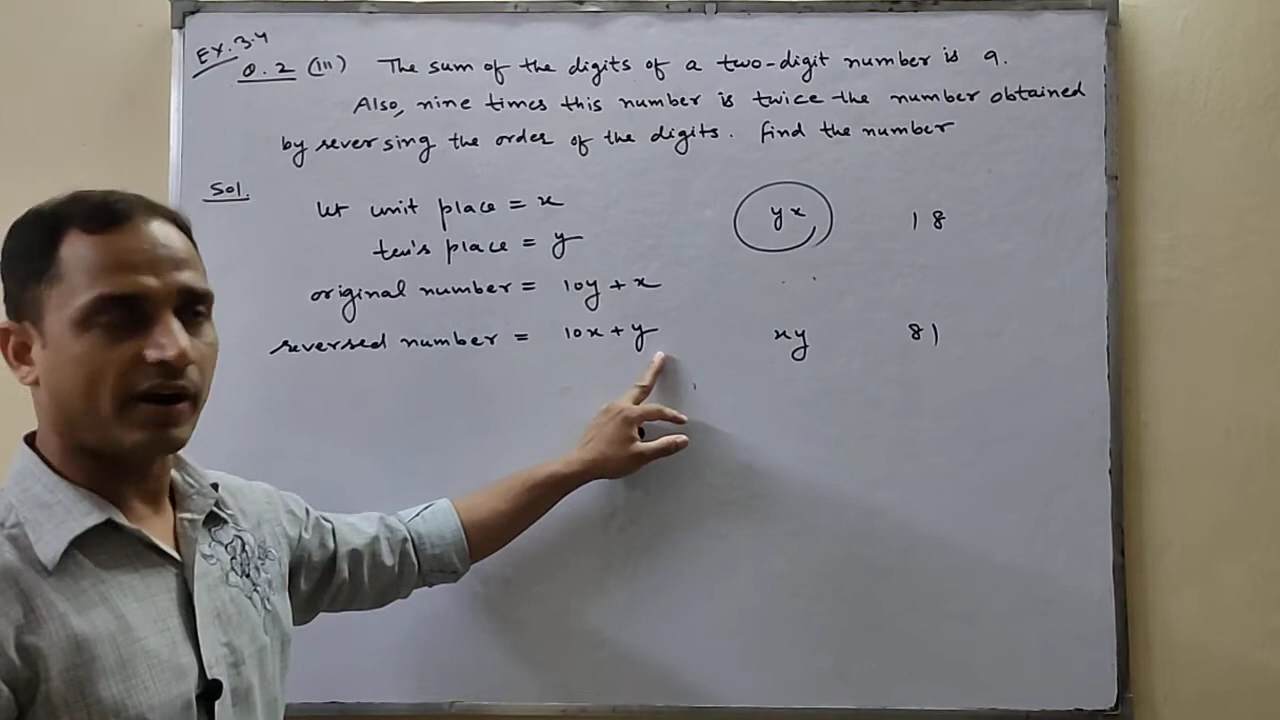 Ex. 3.4
Q. 2 (iii) The sum of the digits of a two-digit number is 9.
Also, nine times this number is twice the number obtained
by reversing the order of the digits. Find the number
Sol.
let unit place = x
ten's place = y
yx 18
original number = 10y + x
reversed number = 10x + y xy 81